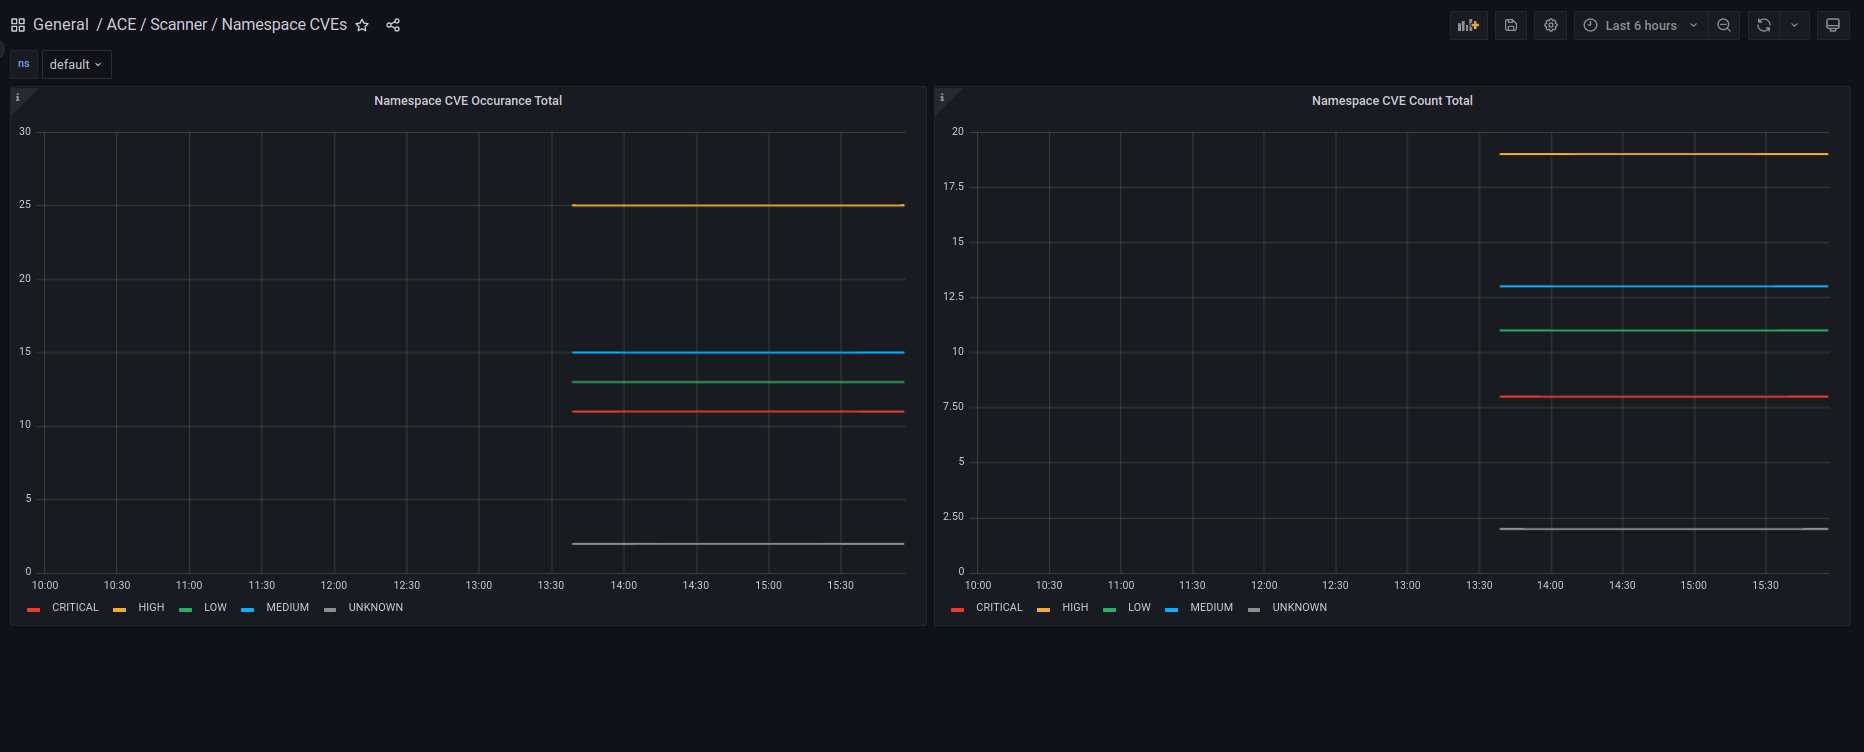 General / ACE / Scanner / Namespace CVEs
Last 6 hours
ns default
i
Namespace CVE Occurance Total
30
25
20
15
10
5
0
10:00 10:30 11:00 11:30 12:00 12:30 13:00 13:30 14:00 14:30 15:00 15:30
CRITICAL HIGH LOW MEDIUM UNKNOWN
i
Namespace CVE Count Total
20
17.5
15
12.5
10
7.50
5
2.50
0
10:00 10:30 11:00 11:30 12:00 12:30 13:00 13:30 14:00 14:30 15:00 15:30
CRITICAL HIGH LOW MEDIUM UNKNOWN